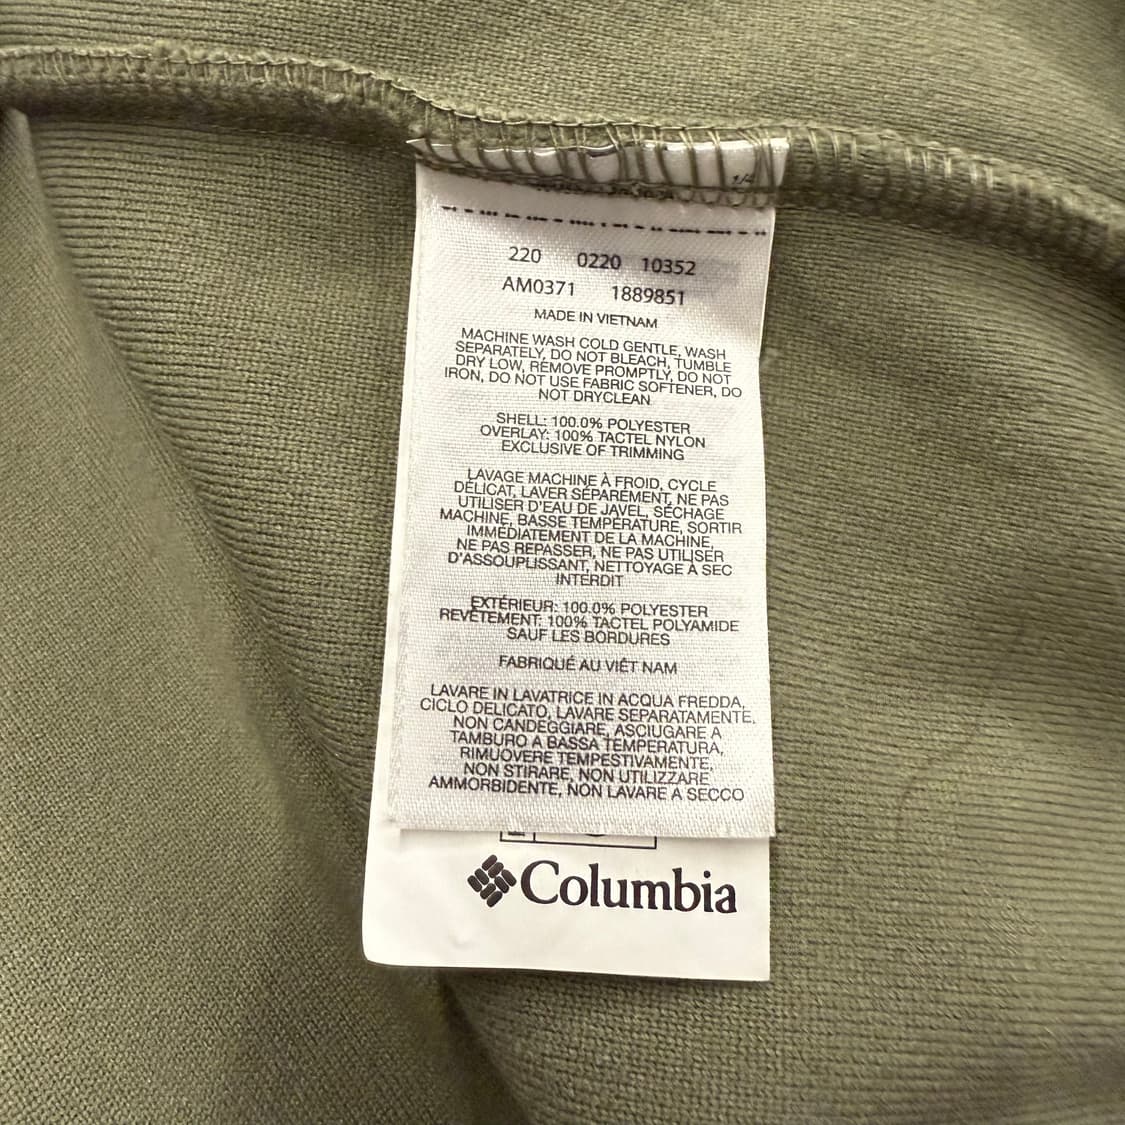 220 0220 10352
AM0371 1889851
MADE IN VIETNAM
MACHINE WASH COLD GENTLE, WASH
SEPARATELY, DO NOT BLEACH, TUMBLE
DRY LOW, REMOVE PROMPTLY, DO NOT
IRON, DO NOT USE FABRIC SOFTENER, DO
NOT DRYCLEAN
SHELL: 100.0% POLYESTER
OVERLAY: 100% TACTEL NYLON
EXCLUSIVE OF TRIMMING
LAVAGE MACHINE À FROID, CYCLE
DÉLICAT, LAVER SÉPARÉMENT, NE PAS
UTILISER D'EAU DE JAVEL, SÉCHAGE
MACHINE, BASSE TEMPÉRATURE, SORTIR
IMMÉDIATEMENT DE LA MACHINE,
NE PAS REPASSER, NE PAS UTILISER
D'ASSOUPLISSANT, NETTOYAGE À SEC
INTERDIT
EXTÉRIEUR: 100.0% POLYESTER
REVÊTEMENT: 100% TACTEL POLYAMIDE
SAUF LES BORDURES
FABRIQUÉ AU VIÊT NAM
LAVARE IN LAVATRICE IN ACQUA FREDDA,
CICLO DELICATO, LAVARE SEPARATAMENTE,
NON CANDEGGIARE, ASCIUGARE A
TAMBURO A BASSA TEMPERATURA,
RIMUOVERE TEMPESTIVAMENTE,
NON STIRARE, NON UTILIZZARE
AMMORBIDENTE, NON LAVARE A SECCO
Columbia